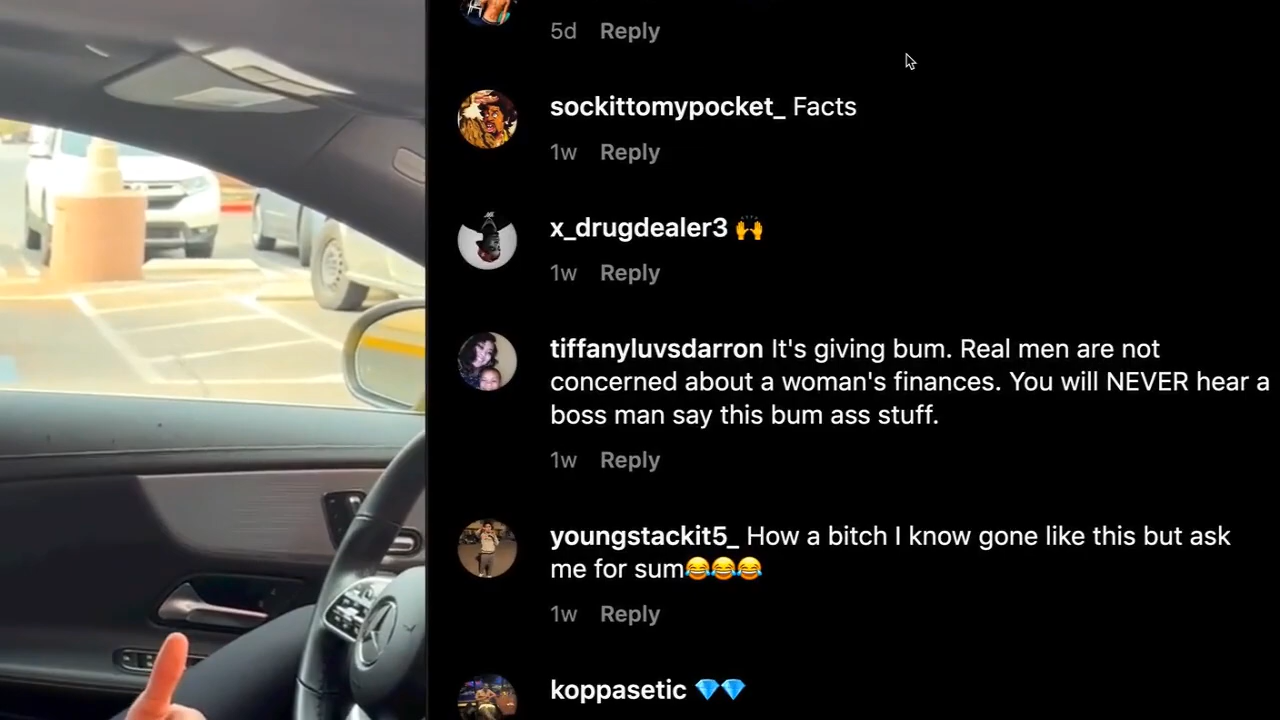 5d Reply
sockittomypocket_ Facts
1w Reply
x_drugdealer3 🙌
1w Reply
tiffanyluvsdarron It's giving bum. Real men are not
concerned about a woman's finances. You will NEVER hear a
boss man say this bum ass stuff.
1w Reply
youngstackit5_ How a bitch I know gone like this but ask
me for sum😂😂😂
1w Reply
koppasetic 💎💎